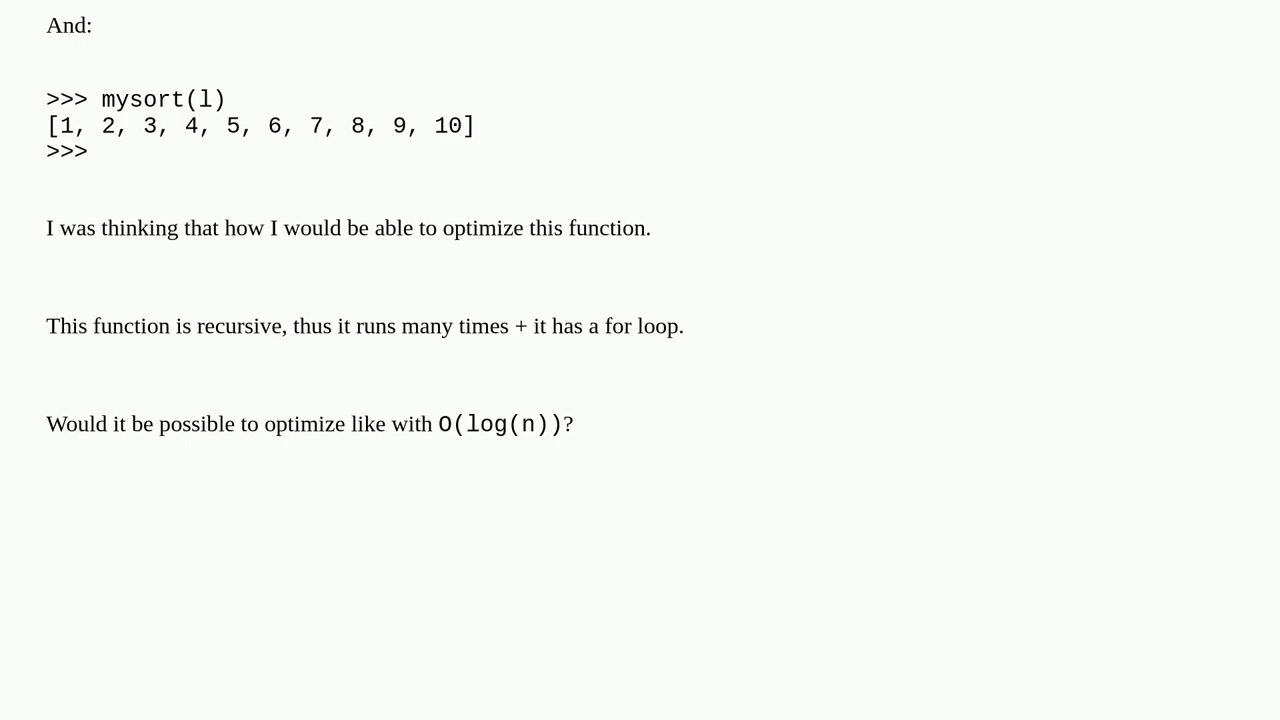 And:
>>> mysort(l)
[1, 2, 3, 4, 5, 6, 7, 8, 9, 10]
>>>
I was thinking that how I would be able to optimize this function.
This function is recursive, thus it runs many times + it has a for loop.
Would it be possible to optimize like with O(log(n))?